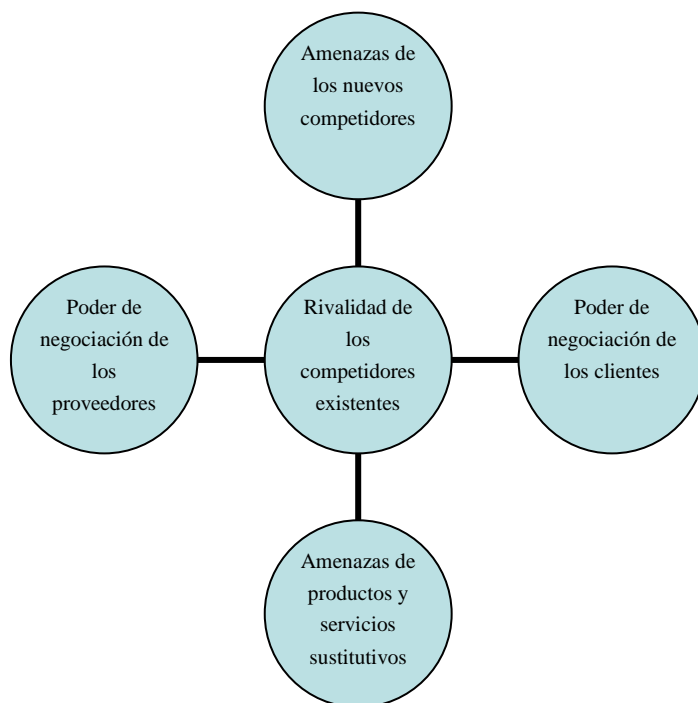 Amenazas de
los nuevos
competidores
Poder de
negociación de
los
proveedores
Rivalidad de
los
competidores
existentes
Poder de
negociación de
los clientes
Amenazas de
productos y
servicios
sustitutivos